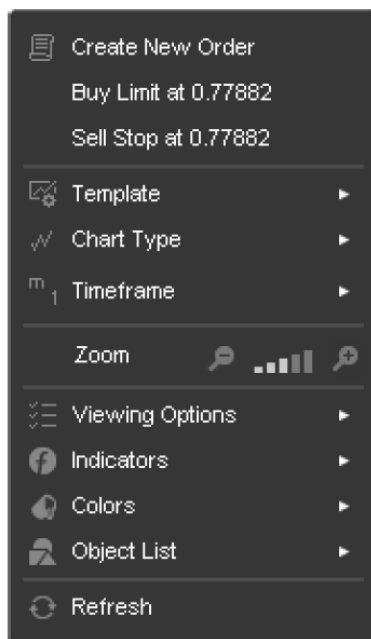 Create New Order
Buy Limit at 0.77882
Sell Stop at 0.77882
Template
Chart Type
m1 Timeframe
Zoom
Viewing Options
Indicators
Colors
Object List
Refresh